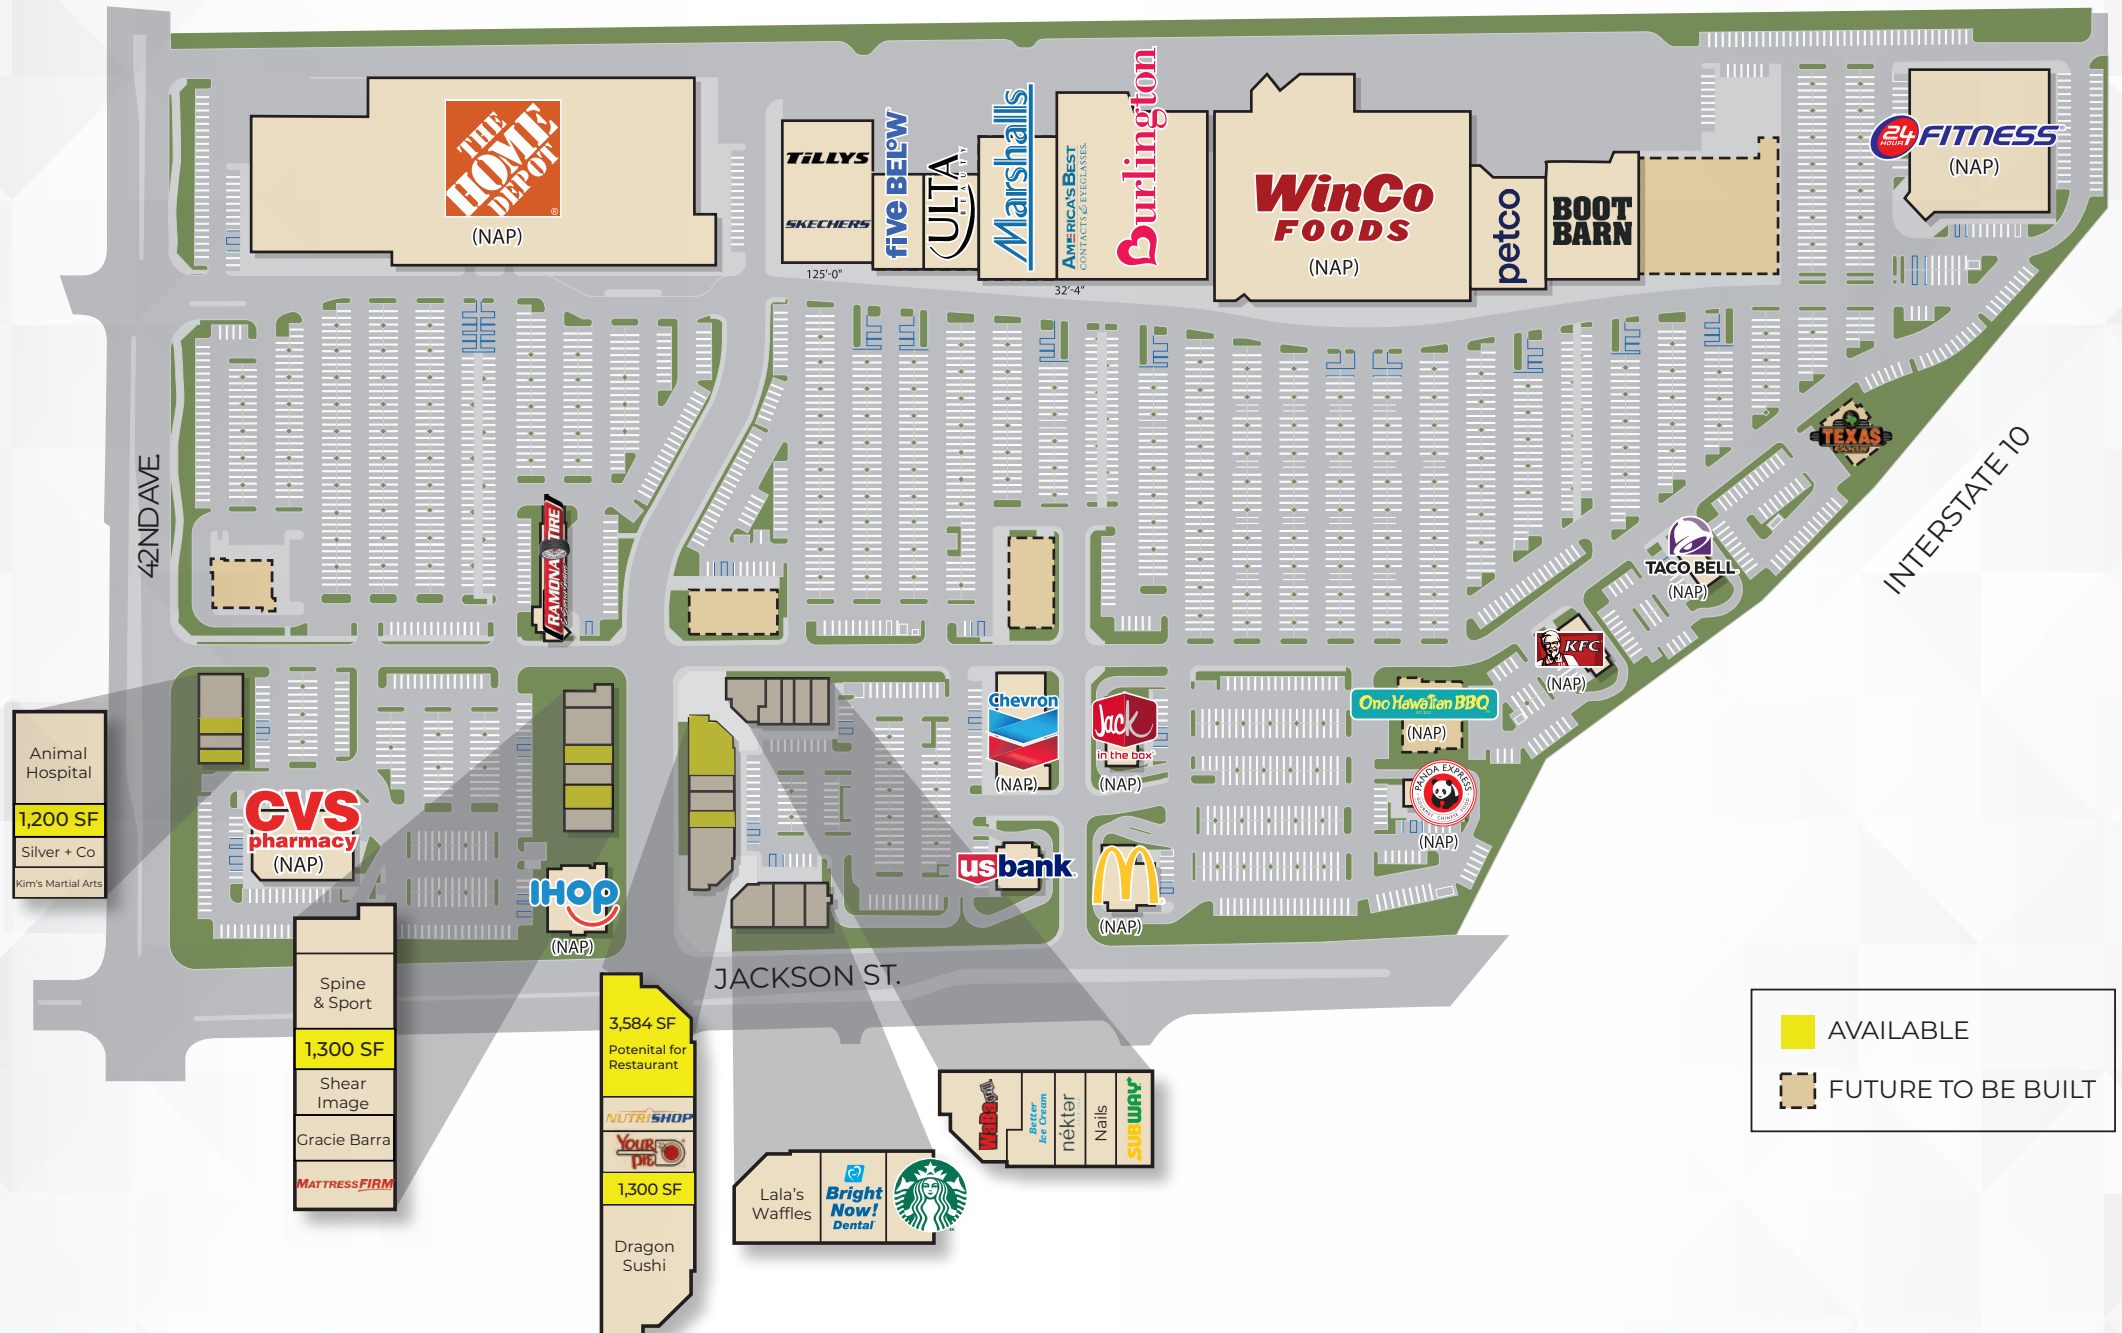 THE
HOME
DEPOT
®
(NAP)
TILLYS
SKECHERS
five BELOW
ULTA
BEAUTY
Marshalls
AMERICA'S BEST
CONTACTS & EYEGLASSES.
Burlington
WinCo
FOODS
(NAP)
petco
BOOT
BARN
24
HOUR
FITNESS
(NAP)
125'-0"
32'-4"
42ND AVE.
RAMONA TIRE
TEXAS
INTERSTATE 10
TACO BELL
(NAP)
KFC
(NAP)
Ono Hawaiian BBQ
(NAP)
PANDA EXPRESS
GOURMET CHINESE FOOD
(NAP)
Chevron
(NAP)
Jack
in the box
(NAP)
CVS
pharmacy
(NAP)
IHOP
(NAP)
usbank
(NAP)
JACKSON ST.
Animal
Hospital
1,200 SF
Silver + Co
Kim's Martial Arts
Spine
& Sport
1,300 SF
Shear
Image
Gracie Barra
MATTRESSFIRM
3,584 SF
Potenital for
Restaurant
NUTRISHOP
YOUR
PIE
1,300 SF
Dragon
Sushi
Lala's
Waffles
Bright
Now!
Dental
WaBa grill
Better
Ice Cream
nékter
Nails
SUBWAY
AVAILABLE
FUTURE TO BE BUILT